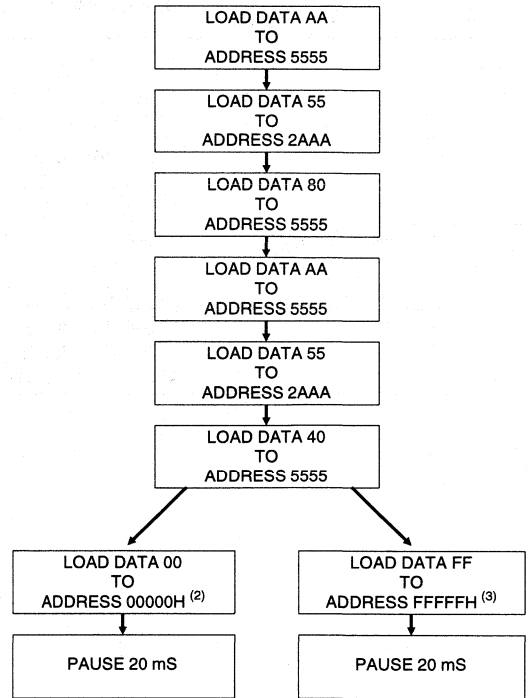 LOAD DATA AA
TO
ADDRESS 5555
LOAD DATA 55
TO
ADDRESS 2AAA
LOAD DATA 80
TO
ADDRESS 5555
LOAD DATA AA
TO
ADDRESS 5555
LOAD DATA 55
TO
ADDRESS 2AAA
LOAD DATA 40
TO
ADDRESS 5555
LOAD DATA 00
TO
ADDRESS 00000H (2)
PAUSE 20 mS
LOAD DATA FF
TO
ADDRESS FFFFFH (3)
PAUSE 20 mS